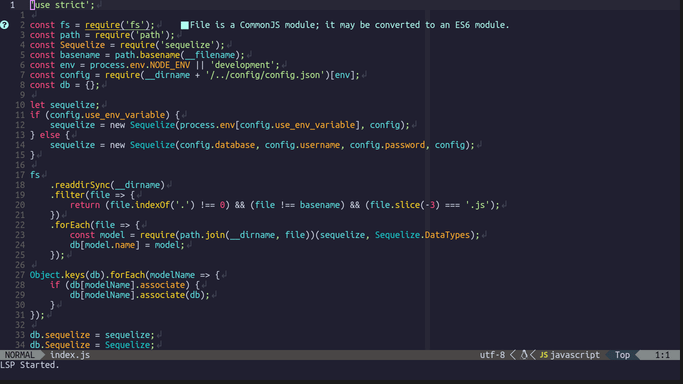 1 'use strict';
1
2 const fs = require('fs'); File is a CommonJS module; it may be converted to an ES6 module.
3 const path = require('path');
4 const Sequelize = require('sequelize');
5 const basename = path.basename(__filename);
6 const env = process.env.NODE_ENV || 'development';
7 const config = require(__dirname + '/../config/config.json')[env];
8 const db = {};
9
10 let sequelize;
11 if (config.use_env_variable) {
12 sequelize = new Sequelize(process.env[config.use_env_variable], config);
13 } else {
14 sequelize = new Sequelize(config.database, config.username, config.password, config);
15 }
16
17 fs
18 .readdirSync(__dirname)
19 .filter(file => {
20 return (file.indexOf('.') !== 0) && (file !== basename) && (file.slice(-3) === '.js');
21 })
22 .forEach(file => {
23 const model = require(path.join(__dirname, file))(sequelize, Sequelize.DataTypes);
24 db[model.name] = model;
25 });
26
27 Object.keys(db).forEach(modelName => {
28 if (db[modelName].associate) {
29 db[modelName].associate(db);
30 }
31 });
32
33 db.sequelize = sequelize;
34 db.Sequelize = Sequelize;
NORMAL index.js utf-8 < < JS javascript Top 1:1
LSP Started.